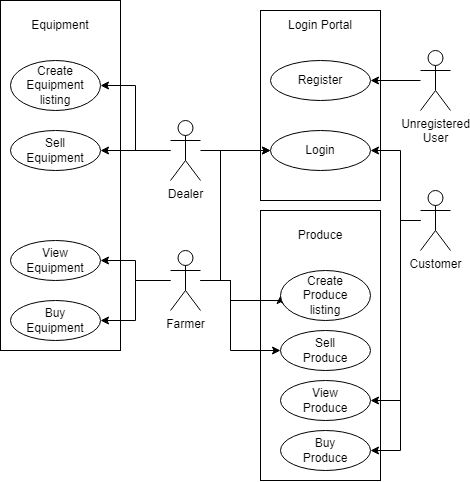 Equipment
Create
Equipment
listing
Sell
Equipment
View
Equipment
Buy
Equipment
Dealer
Farmer
Login Portal
Register
Login
Produce
Create
Produce
listing
Sell
Produce
View
Produce
Buy
Produce
Unregistered
User
Customer